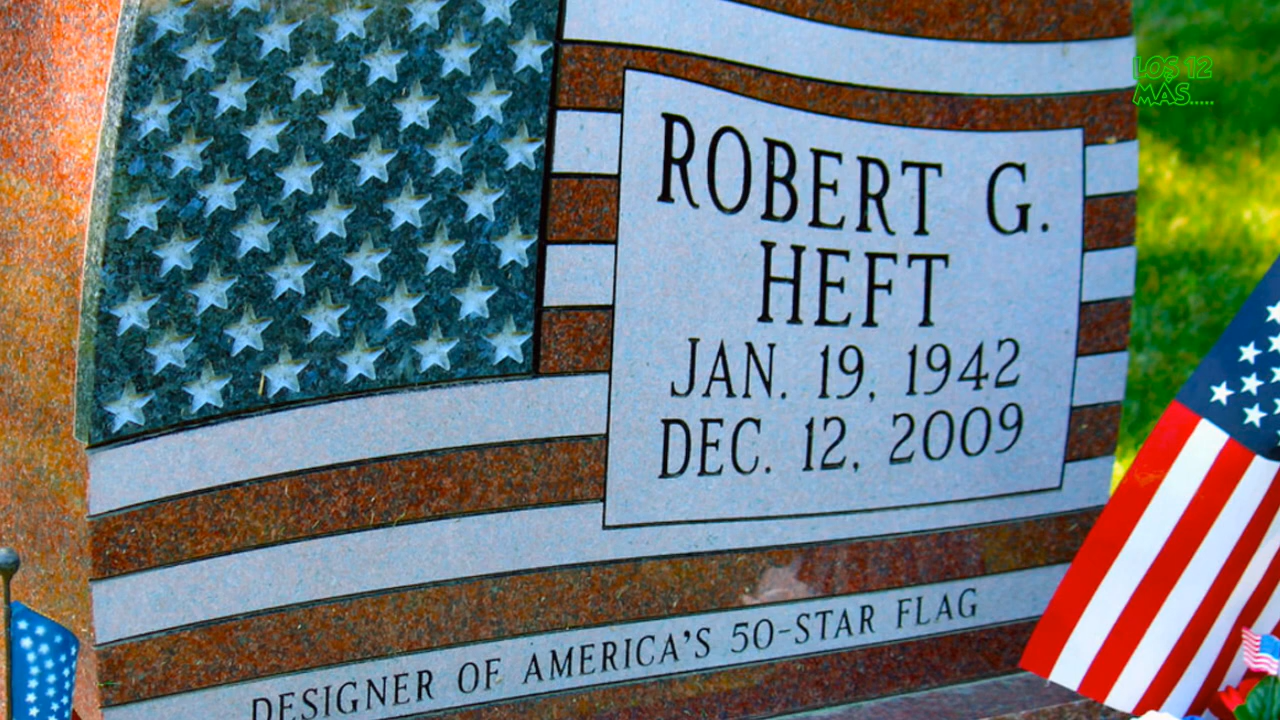 LOS 12
MÁS.....
ROBERT G.
HEFT
JAN. 19, 1942
DEC. 12, 2009
DESIGNER OF AMERICA'S 50-STAR FLAG